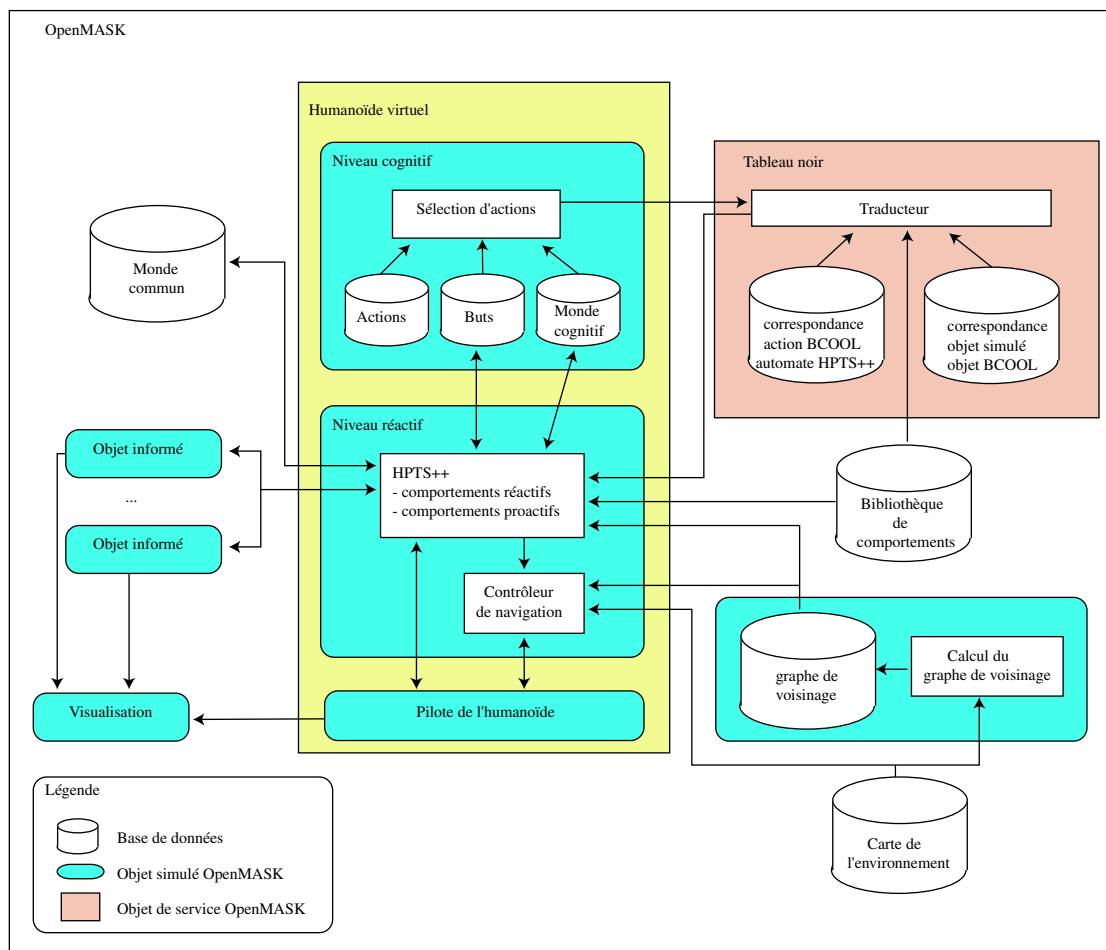 OpenMASK
Humanoïde virtuel
Niveau cognitif
Sélection d'actions
Actions
Buts
Monde
cognitif
Tableau noir
Traducteur
correspondance
action BCOOL
automate HPTS++
correspondance
objet simulé
objet BCOOL
Monde
commun
Niveau réactif
HPTS++
- comportements réactifs
- comportements proactifs
Contrôleur
de navigation
Objet informé
...
Objet informé
Bibliothèque
de
comportements
graphe de
voisinage
Calcul du
graphe de voisinage
Visualisation
Pilote de l'humanoïde
Carte de
l'environnement
Légende
Base de données
Objet simulé OpenMASK
Objet de service OpenMASK